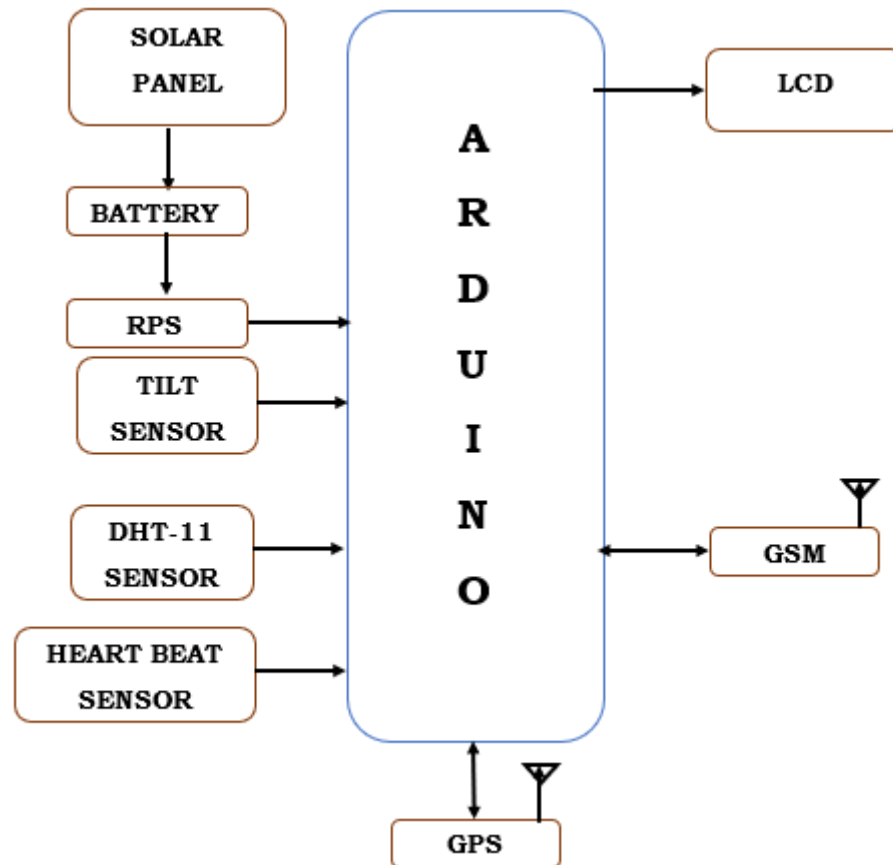 SOLAR
PANEL
BATTERY
RPS
TILT
SENSOR
DHT-11
SENSOR
HEART BEAT
SENSOR
A
R
D
U
I
N
O
LCD
GSM
GPS